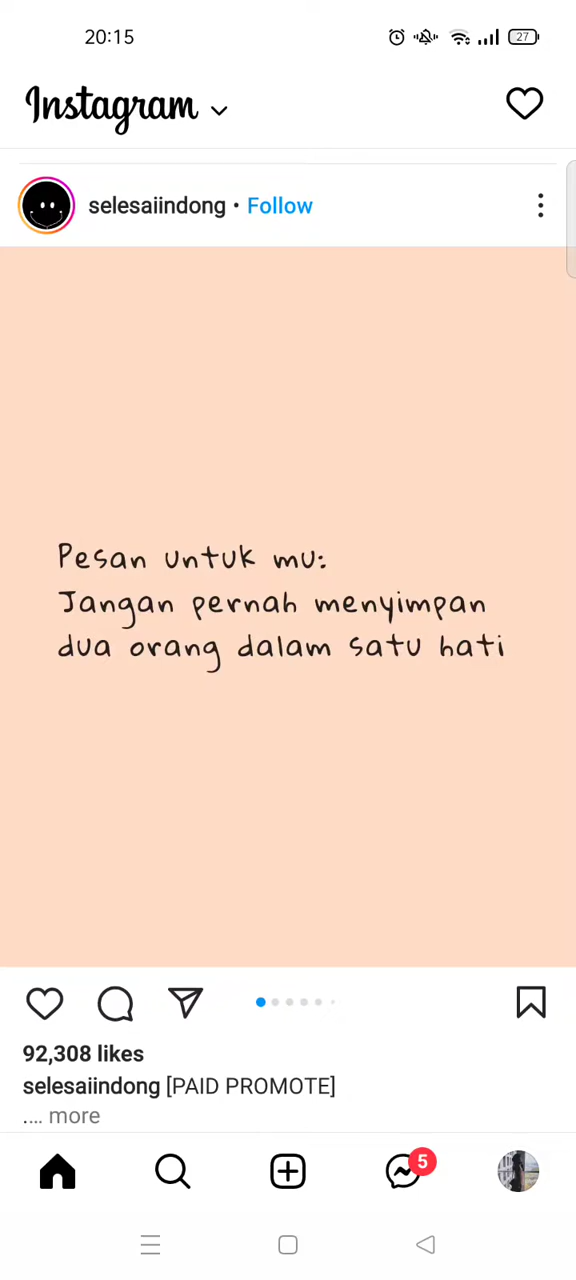 20:15
27
Instagram
selesaiindong • Follow
Pesan untuk mu:
Jangan pernah menyimpan
dua orang dalam satu hati
92,308 likes
selesaiindong [PAID PROMOTE]
.... more
5